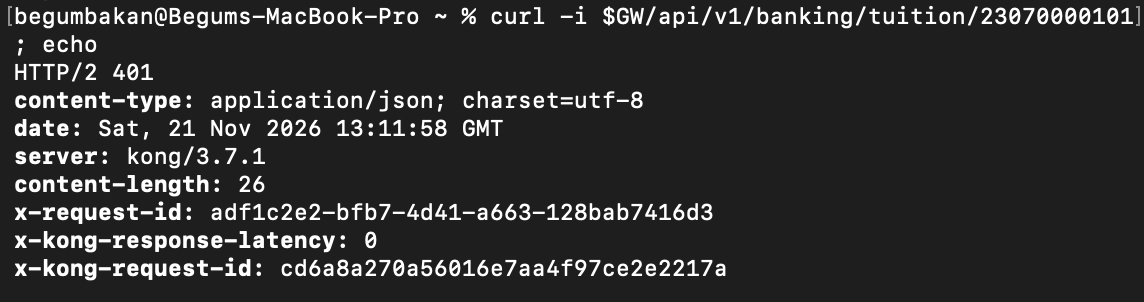 [begumbakan@Begums-MacBook-Pro ~ % curl -i $GW/api/v1/banking/tuition/23070000101]
; echo
HTTP/2 401
content-type: application/json; charset=utf-8
date: Sat, 21 Nov 2026 13:11:58 GMT
server: kong/3.7.1
content-length: 26
x-request-id: adf1c2e2-bfb7-4d41-a663-128bab7416d3
x-kong-response-latency: 0
x-kong-request-id: cd6a8a270a56016e7aa4f97ce2e2217a